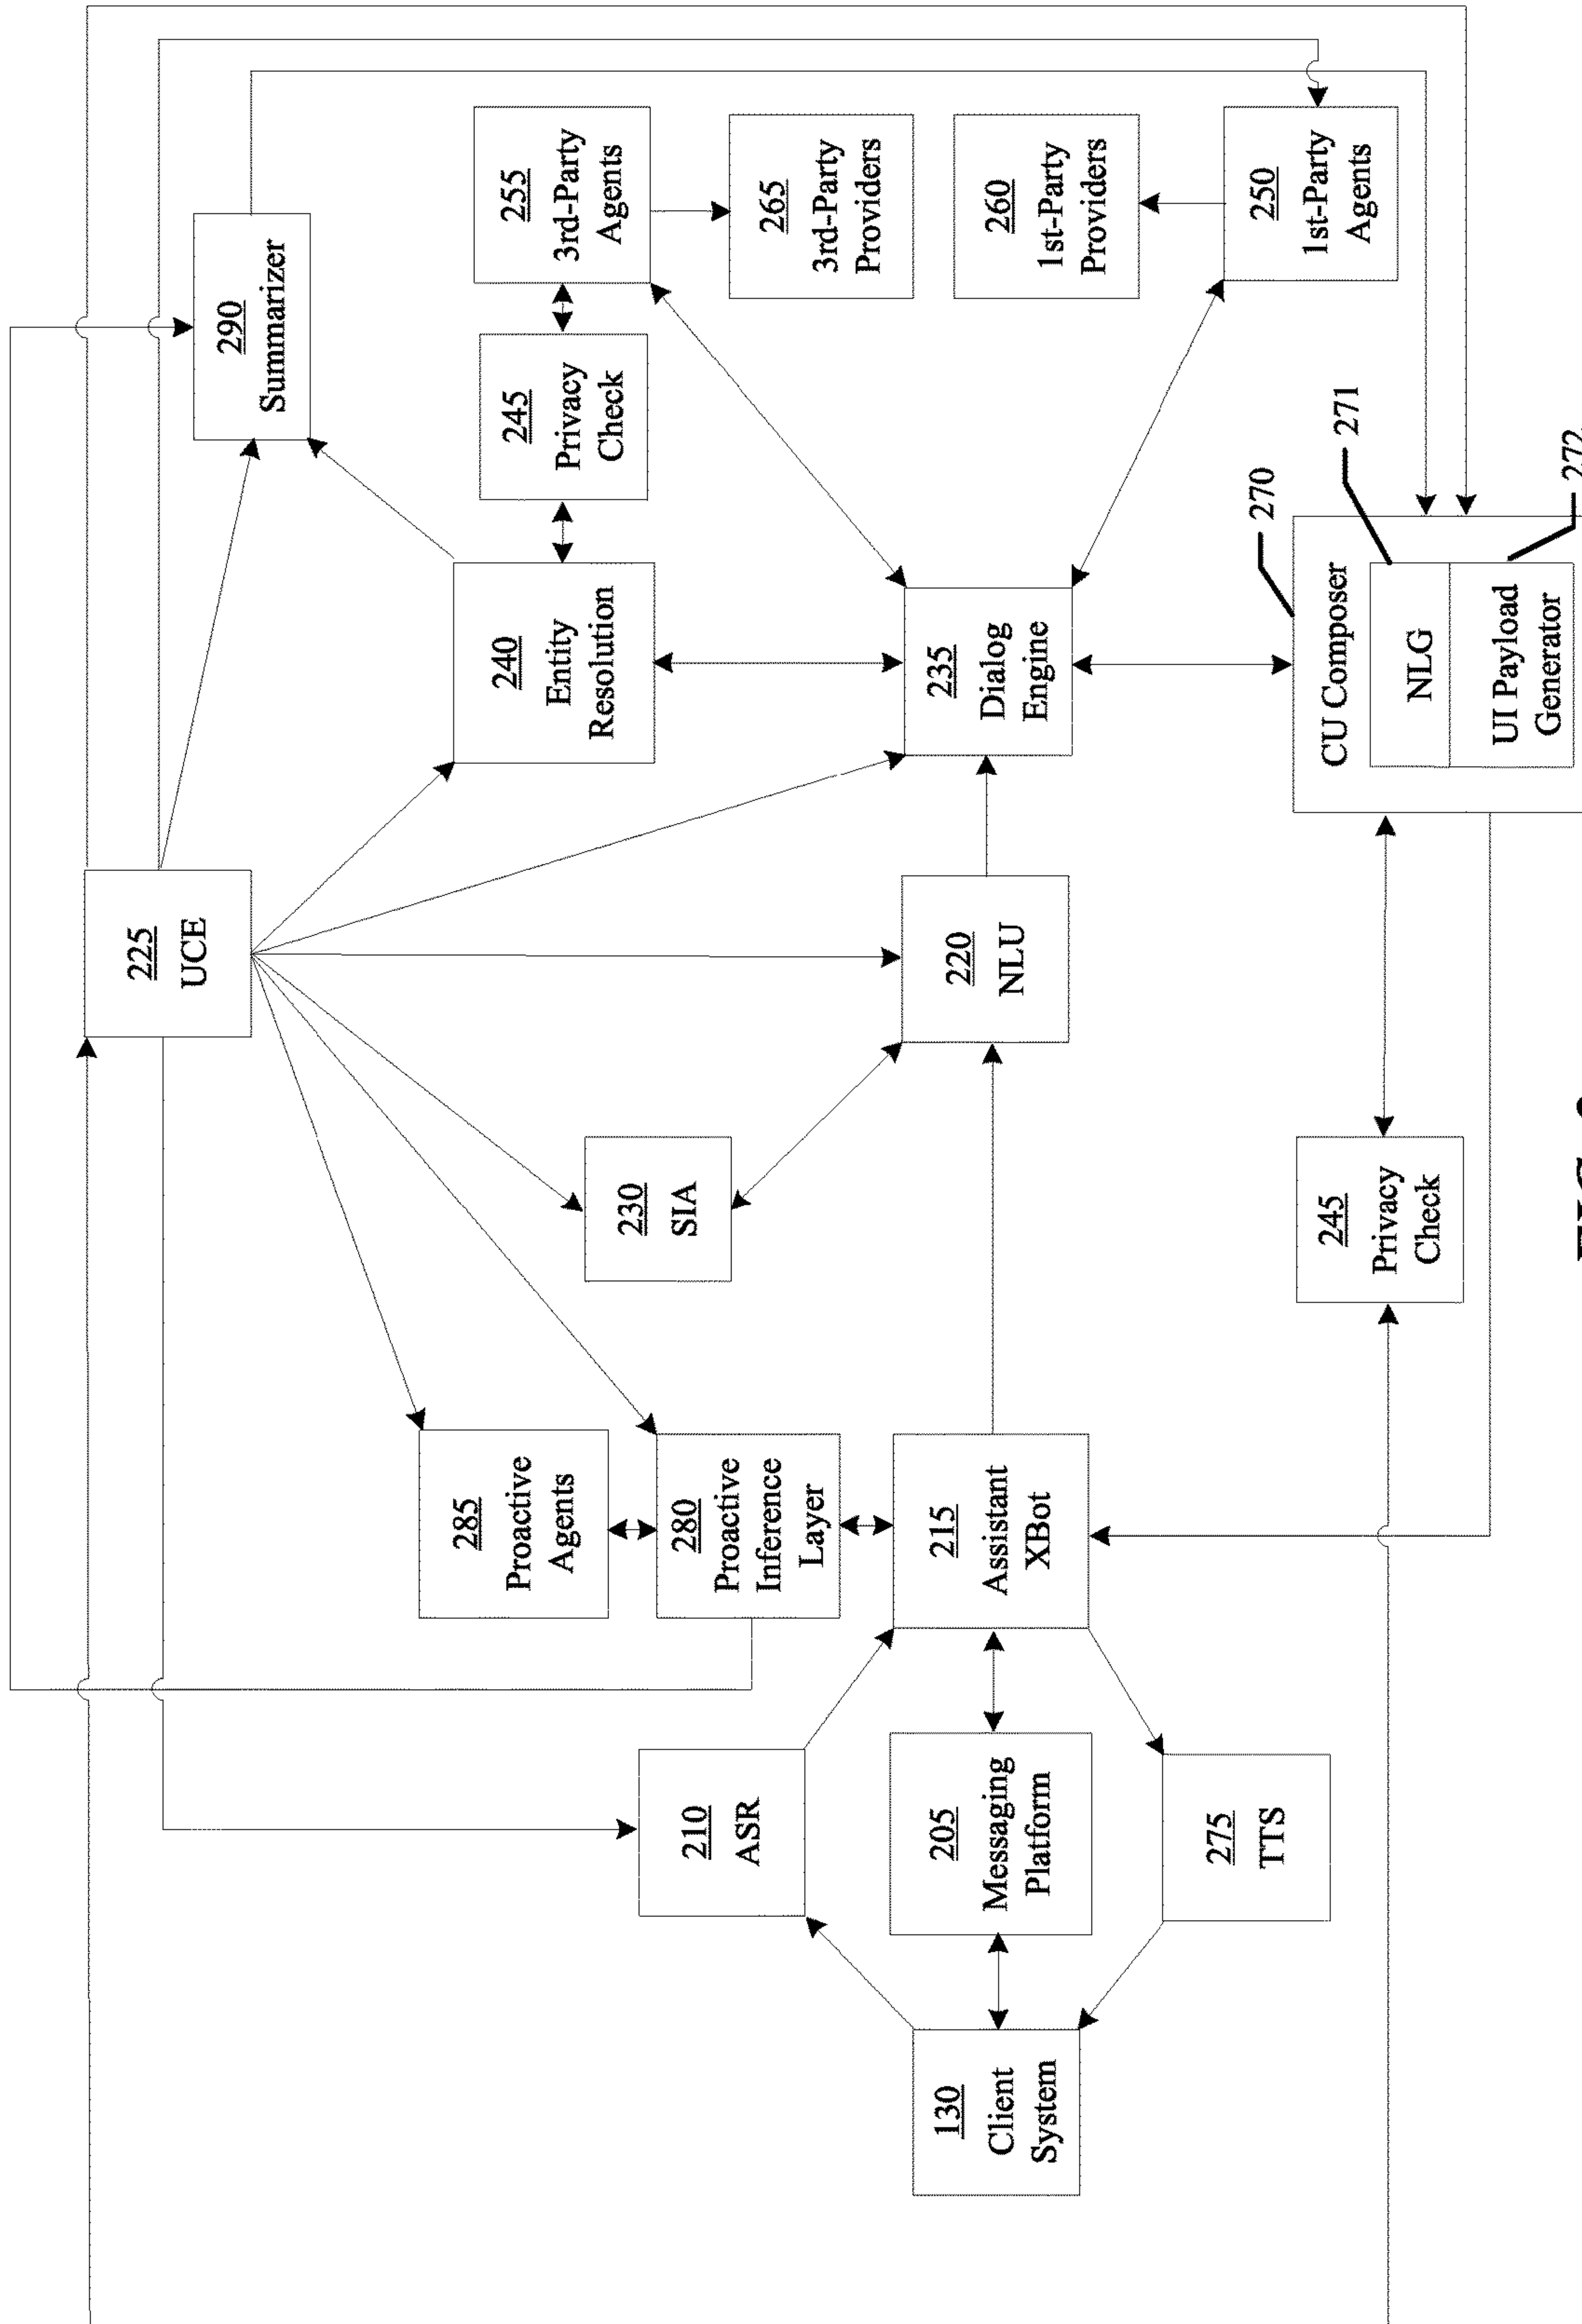 225
UCE
290
Summarizer
285
Proactive
Agents
240
Entity
Resolution
245
Privacy
Check
255
3rd-Party
Agents
210
ASR
280
Proactive
Inference
Layer
230
SIA
265
3rd-Party
Providers
130
Client
System
205
Messaging
Platform
215
Assistant
XBot
220
NLU
235
Dialog
Engine
260
1st-Party
Providers
275
TTS
250
1st-Party
Agents
270
271
245
Privacy
Check
CU Composer
NLG
UI Payload
Generator
272